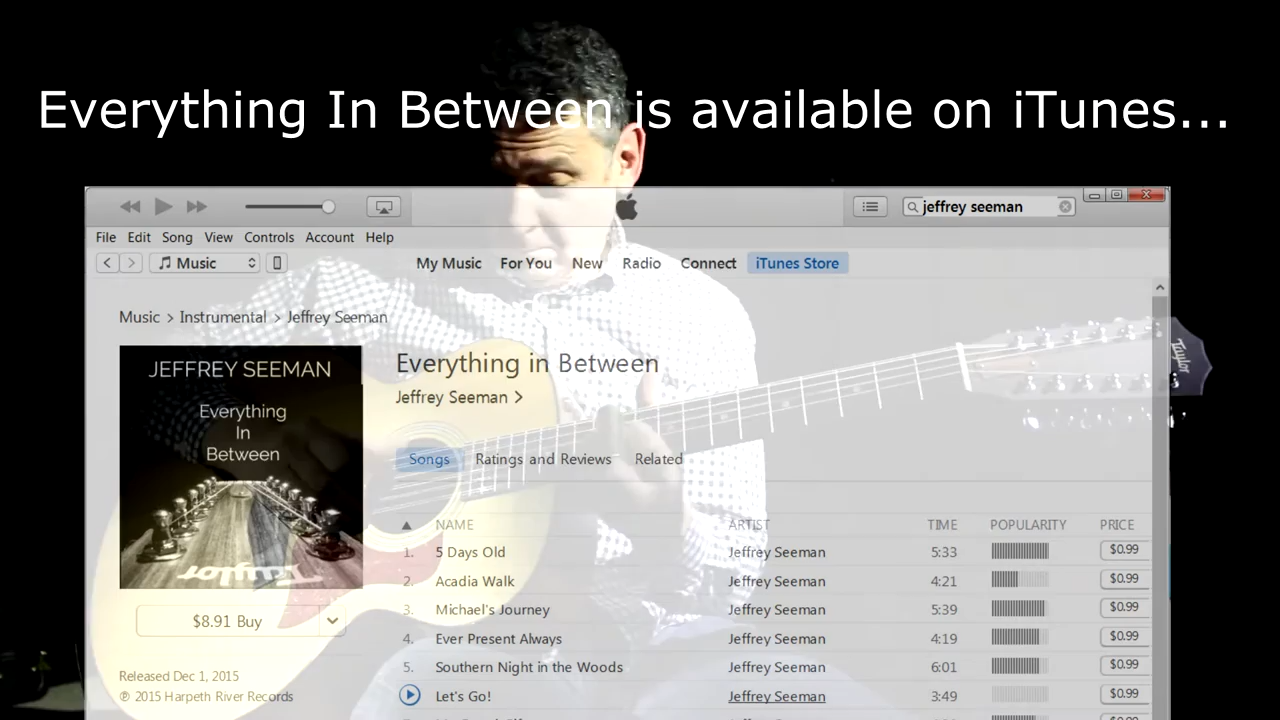 Everything In Between is available on iTunes...
jeffrey seeman
File Edit Song View Controls Account Help
Music
My Music For You New Radio Connect iTunes Store
Music > Instrumental > Jeffrey Seeman
JEFFREY SEEMAN
Everything
In
Between
Taylor
$8.91 Buy
Released Dec 1, 2015
℗ 2015 Harpeth River Records
Everything in Between
Jeffrey Seeman >
Songs Ratings and Reviews Related
NAME ARTIST TIME POPULARITY PRICE
1. 5 Days Old Jeffrey Seeman 5:33 $0.99
2. Acadia Walk Jeffrey Seeman 4:21 $0.99
3. Michael's Journey Jeffrey Seeman 5:39 $0.99
4. Ever Present Always Jeffrey Seeman 4:19 $0.99
5. Southern Night in the Woods Jeffrey Seeman 6:01 $0.99
Let's Go! Jeffrey Seeman 3:49 $0.99
Taylor